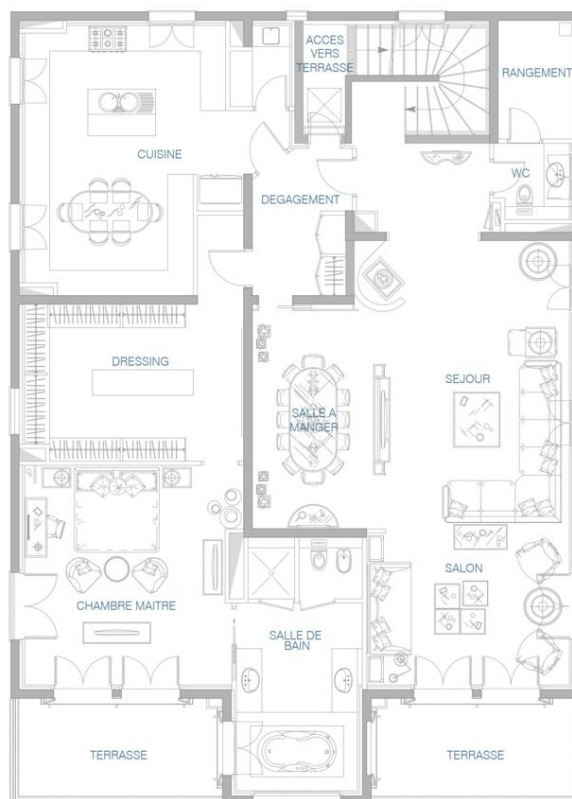 ACCES
VERS
TERRASSE
RANGEMENT
CUISINE
WC
DEGAGEMENT
DRESSING
SEJOUR
SALLE A
MANGER
SALON
CHAMBRE MAITRE
SALLE DE
BAIN
TERRASSE
TERRASSE